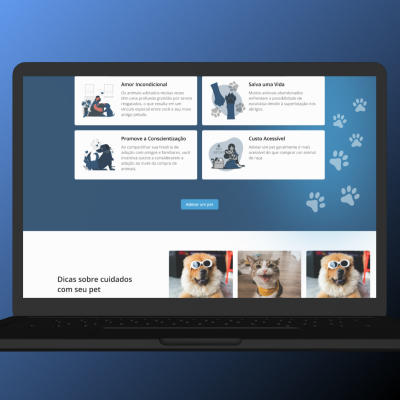 Amor Incondicional
Os animais adotados muitas vezes
têm uma profunda gratidão por serem
resgatados, o que resulta em um
vínculo especial entre você e seu novo
amigo peludo.
Salva uma Vida
Muitos animais abandonados
enfrentam a possibilidade de
eutanásia devido à superlotação nos
abrigos.
Promove a Conscientização
Ao compartilhar sua história de
adoção com amigos e familiares, você
incentiva outros a considerarem a
adoção ao invés da compra de
animais.
Custo Acessível
Adotar um pet geralmente é mais
acessível do que comprar um animal
de raça
Adotar um pet
Dicas sobre cuidados
com seu pet